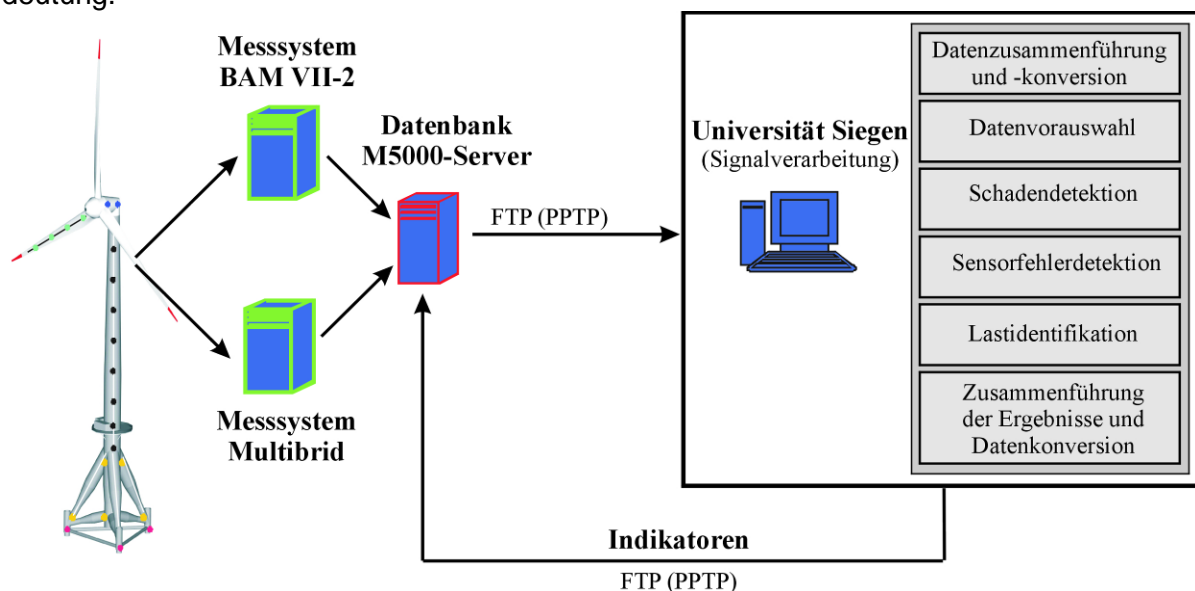 Messsystem
BAM VII-2
Datenbank
M5000-Server
Messsystem
Multibrid
FTP (PPTP)
Universität Siegen
(Signalverarbeitung)
Datenzusammenführung
und -konversion
Datenvorauswahl
Schadendetektion
Sensorfehlerdetektion
Lastidentifikation
Zusammenführung
der Ergebnisse und
Datenkonversion
Indikatoren
FTP (PPTP)